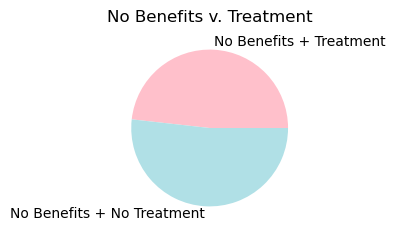 No Benefits v. Treatment
No Benefits + Treatment
No Benefits + No Treatment